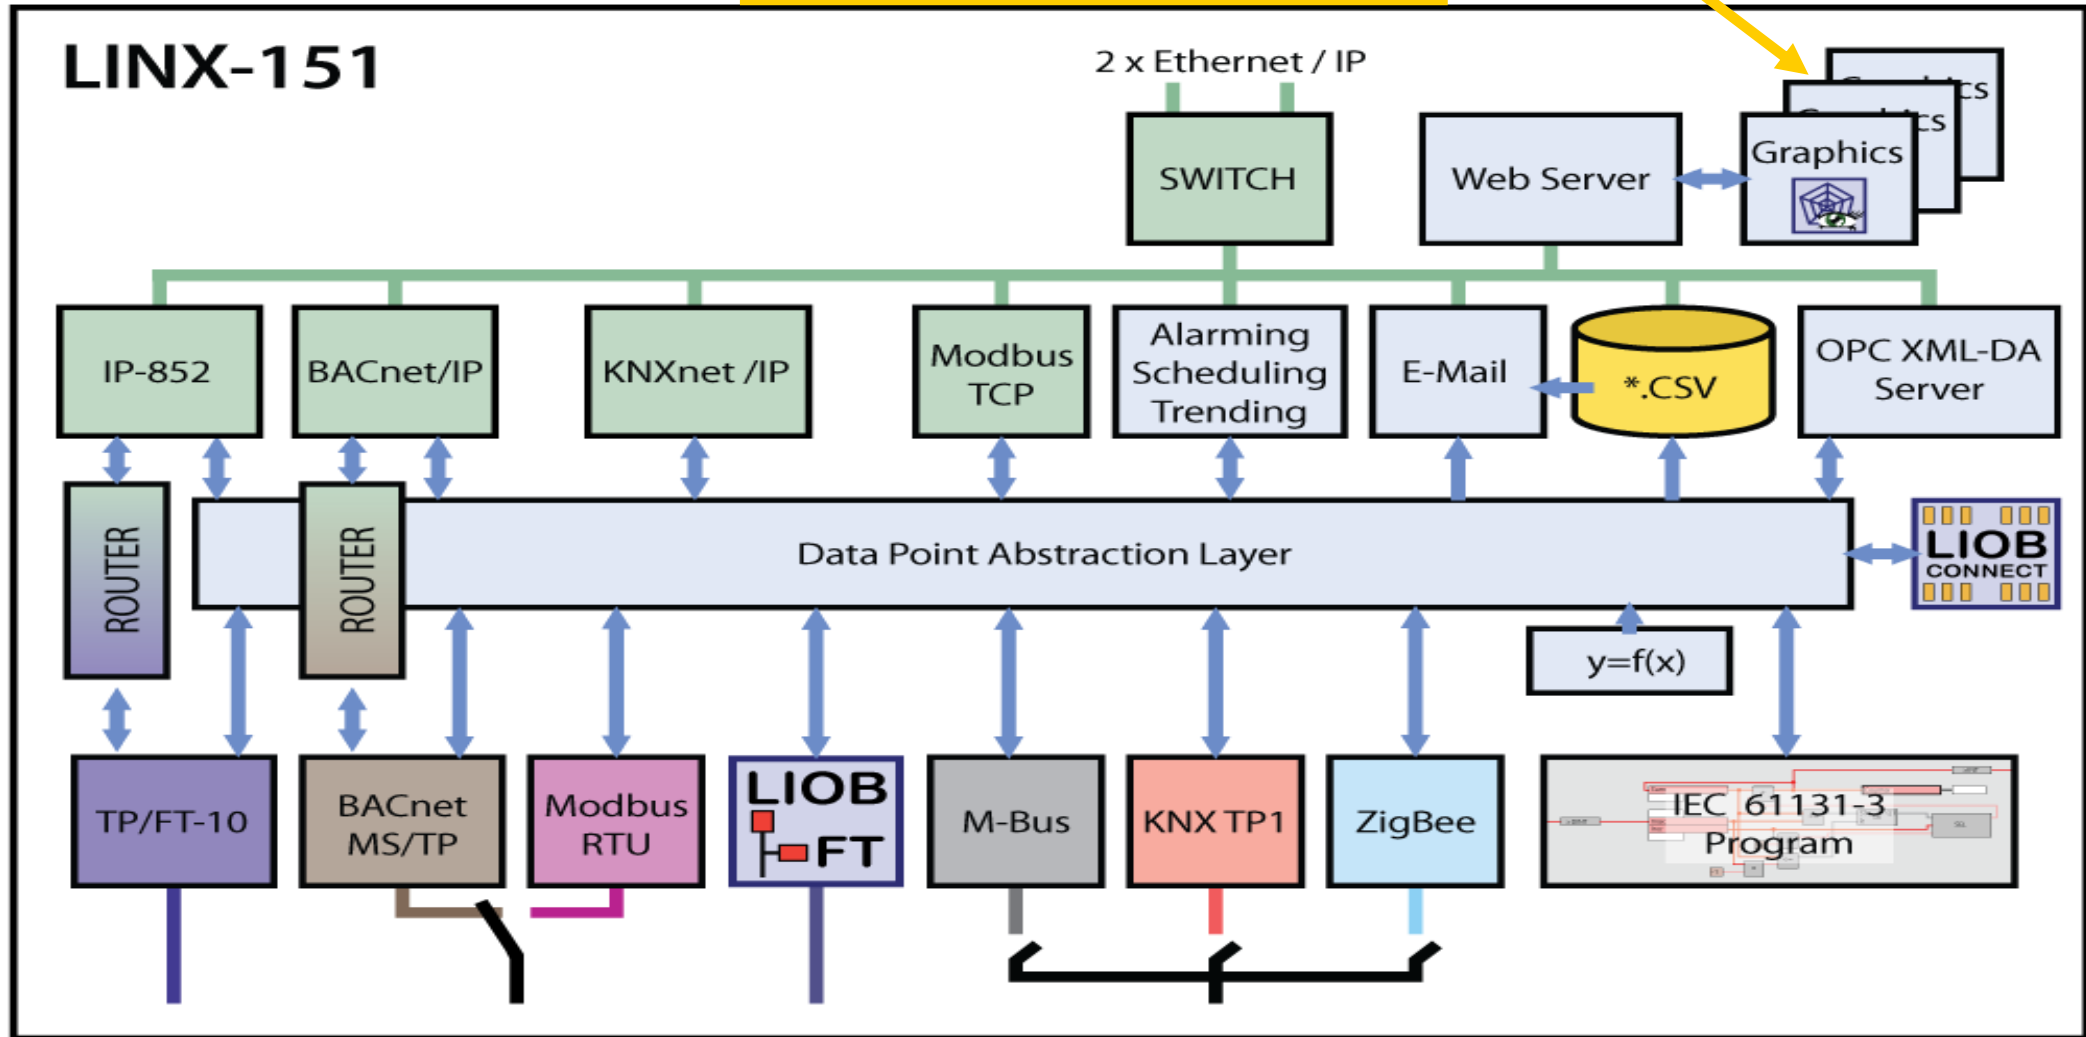 LINX-151
2 x Ethernet / IP
SWITCH
Web Server
Graphics
IP-852
BACnet/IP
KNXnet /IP
Modbus
TCP
Alarming
Scheduling
Trending
E-Mail
*.CSV
OPC XML-DA
Server
ROUTER
ROUTER
Data Point Abstraction Layer
LIOB
CONNECT
y=f(x)
TP/FT-10
BACnet
MS/TP
Modbus
RTU
LIOB
FT
M-Bus
KNX TP1
ZigBee
IEC 61131-3
Program